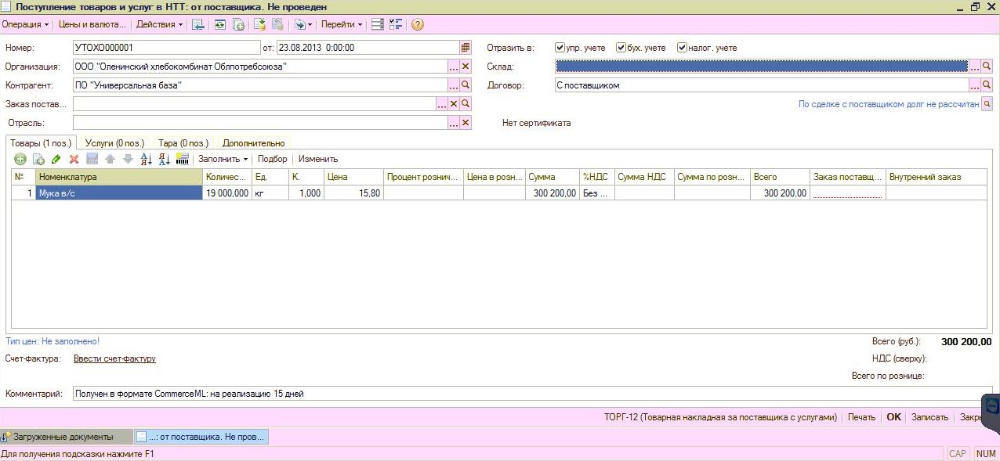 Поступление товаров и услуг в НТТ: от поставщика. Не проведен
Операция Цены и валюта... Действия Перейти
Номер: УТОХО000001 от: 23.08.2013 0:00:00 Отразить в: упр. учете бух. учете налог. учете
Организация: ООО "Оленинский хлебокомбинат Облпотребсоюза" Склад:
Контрагент: ПО "Универсальная база" Договор: С поставщиком
Заказ постав... По сделке с поставщиком долг не рассчитан
Отрасль: Нет сертификата
Товары (1 поз.) Услуги (0 поз.) Тара (0 поз.) Дополнительно
Заполнить Подбор Изменить
№ Номенклатура Количес... Ед. К. Цена Процент рознич... Цена в розн... Сумма %НДС Сумма НДС Сумма по розн... Всего Заказ поставщ... Внутренний заказ
1 Мука в/с 19 000,000 кг 1,000 15,80 300 200,00 Без ... 300 200,00
Тип цен: Не заполнено! Всего (руб.): 300 200,00
Счет-фактура: Ввести счет-фактуру НДС (сверху):
Всего по рознице:
Комментарий: Получен в формате CommerceML: на реализацию 15 дней
ТОРГ-12 (Товарная накладная за поставщика с услугами) Печать OK Записать Закры
Загруженные документы ...: от поставщика. Не пров...
Для получения подсказки нажмите F1 CAP NUM